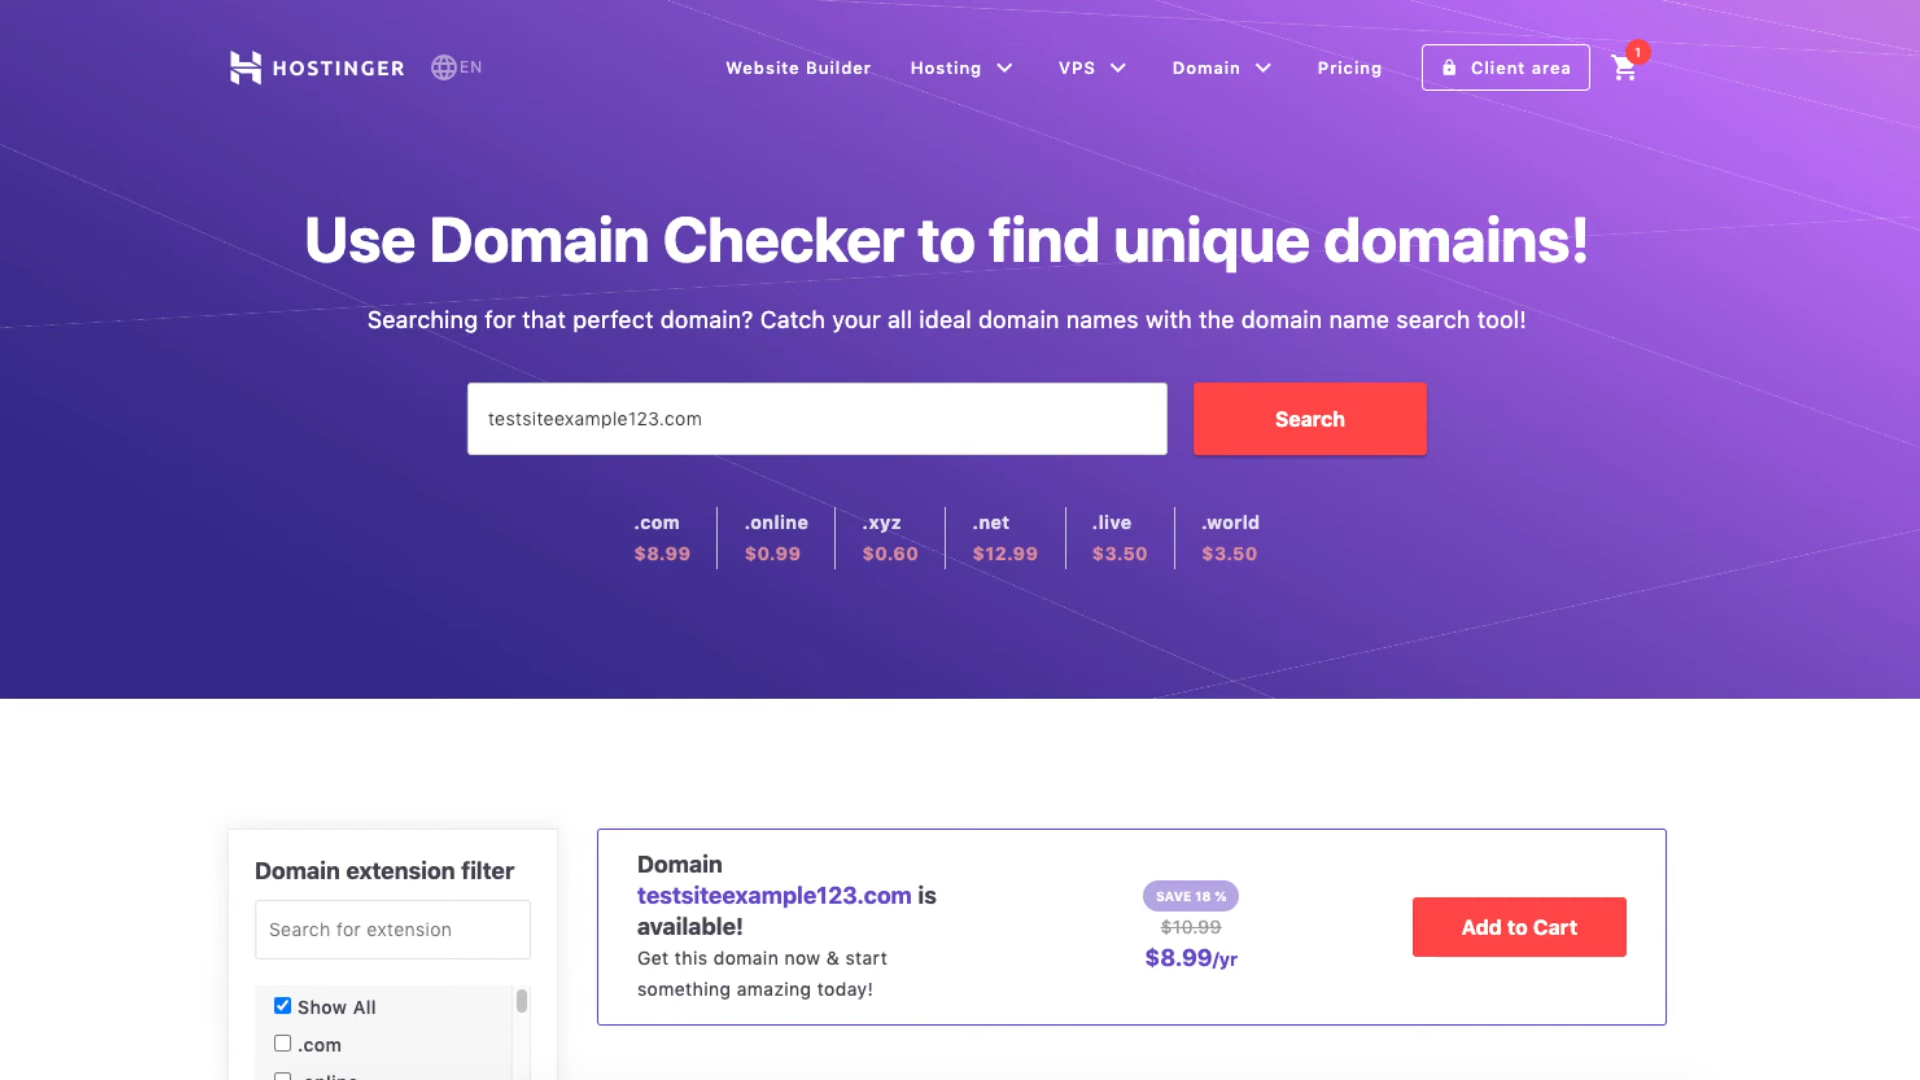 HOSTINGER EN Website Builder Hosting VPS Domain Pricing Client area 1
Use Domain Checker to find unique domains!
Searching for that perfect domain? Catch your all ideal domain names with the domain name search tool!
testsiteexample123.com Search
.com .online .xyz .net .live .world
$8.99 $0.99 $0.60 $12.99 $3.50 $3.50
Domain extension filter
Search for extension
Show All
.com
.online
Domain
testsiteexample123.com is
available!
Get this domain now & start
something amazing today!
SAVE 18 %
$10.99
$8.99/yr
Add to Cart